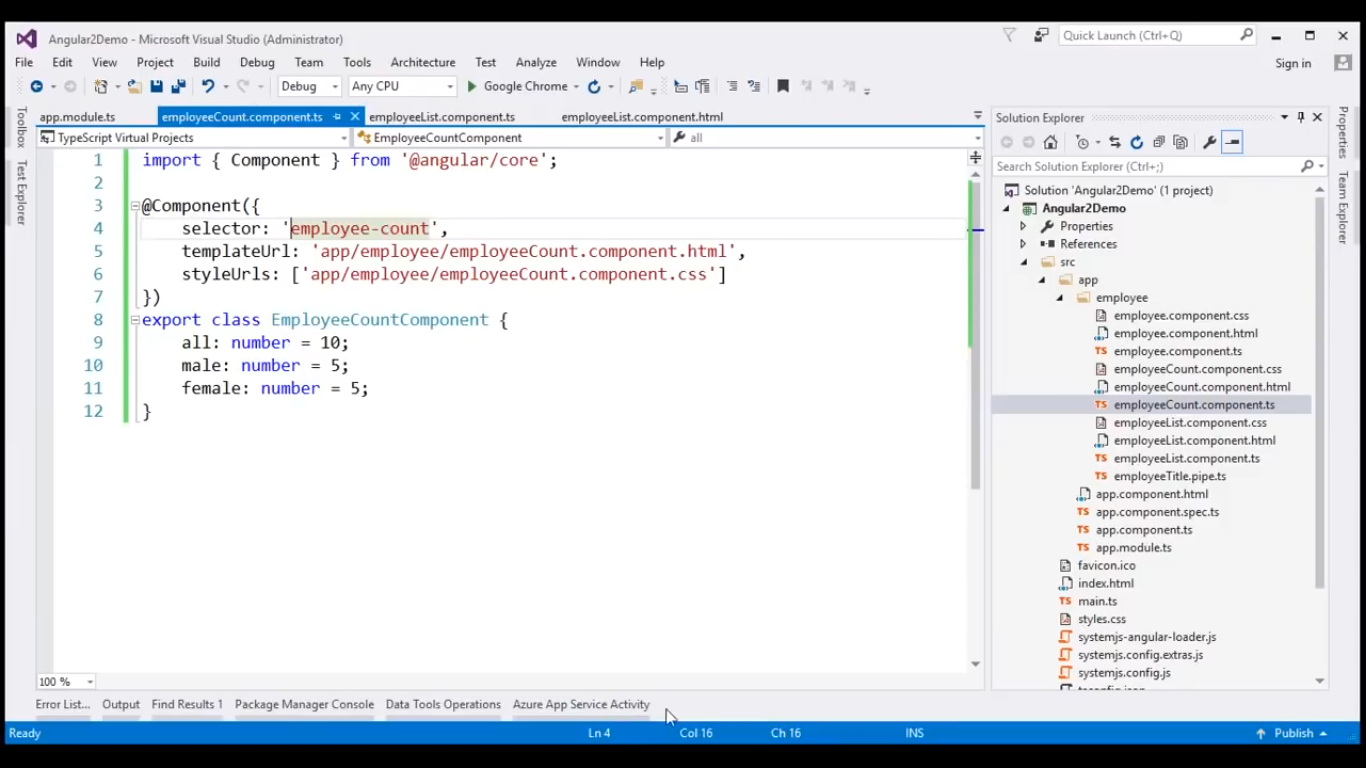 Angular2Demo - Microsoft Visual Studio (Administrator)
Quick Launch (Ctrl+Q)
File Edit View Project Build Debug Team Tools Architecture Test Analyze Window Help
Sign in
Debug Any CPU Google Chrome
Toolbox
Test Explorer
app.module.ts employeeCount.component.ts employeeList.component.ts employeeList.component.html
TypeScript Virtual Projects EmployeeCountComponent all
1 import { Component } from '@angular/core';
2
3 @Component({
4 selector: 'employee-count',
5 templateUrl: 'app/employee/employeeCount.component.html',
6 styleUrls: ['app/employee/employeeCount.component.css']
7 })
8 export class EmployeeCountComponent {
9 all: number = 10;
10 male: number = 5;
11 female: number = 5;
12 }
100 %
Solution Explorer
Search Solution Explorer (Ctrl+;)
Solution 'Angular2Demo' (1 project)
Angular2Demo
Properties
References
src
app
employee
employee.component.css
employee.component.html
TS employee.component.ts
employeeCount.component.css
employeeCount.component.html
TS employeeCount.component.ts
employeeList.component.css
employeeList.component.html
TS employeeList.component.ts
TS employeeTitle.pipe.ts
app.component.html
TS app.component.spec.ts
TS app.component.ts
TS app.module.ts
favicon.ico
index.html
TS main.ts
styles.css
systemjs-angular-loader.js
systemjs.config.extras.js
systemjs.config.js
Properties
Team Explorer
Error List... Output Find Results 1 Package Manager Console Data Tools Operations Azure App Service Activity
Ready Ln 4 Col 16 Ch 16 INS Publish